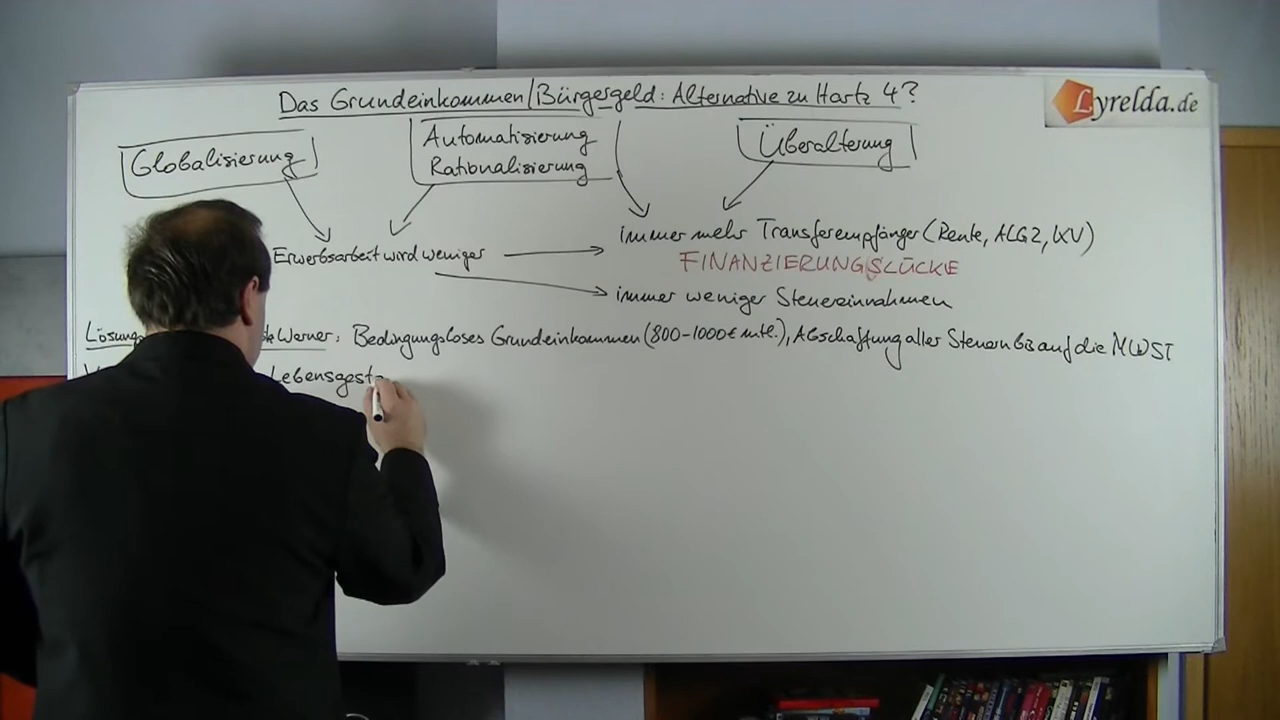 Das Grundeinkommen/Bürgergeld: Alternative zu Hartz 4?
Lyrelda.de
Globalisierung
Automatisierung
Rationalisierung
Überalterung
Erwerbsarbeit wird weniger
immer mehr Transferempfänger (Rente, ALG2, KV)
FINANZIERUNGSLÜCKE
immer weniger Steuereinnahmen
Lösung Werner: Bedingungsloses Grundeinkommen (800-1000€ mtl.), Abschaffung aller Steuern bis auf die MWST
Lebensgest